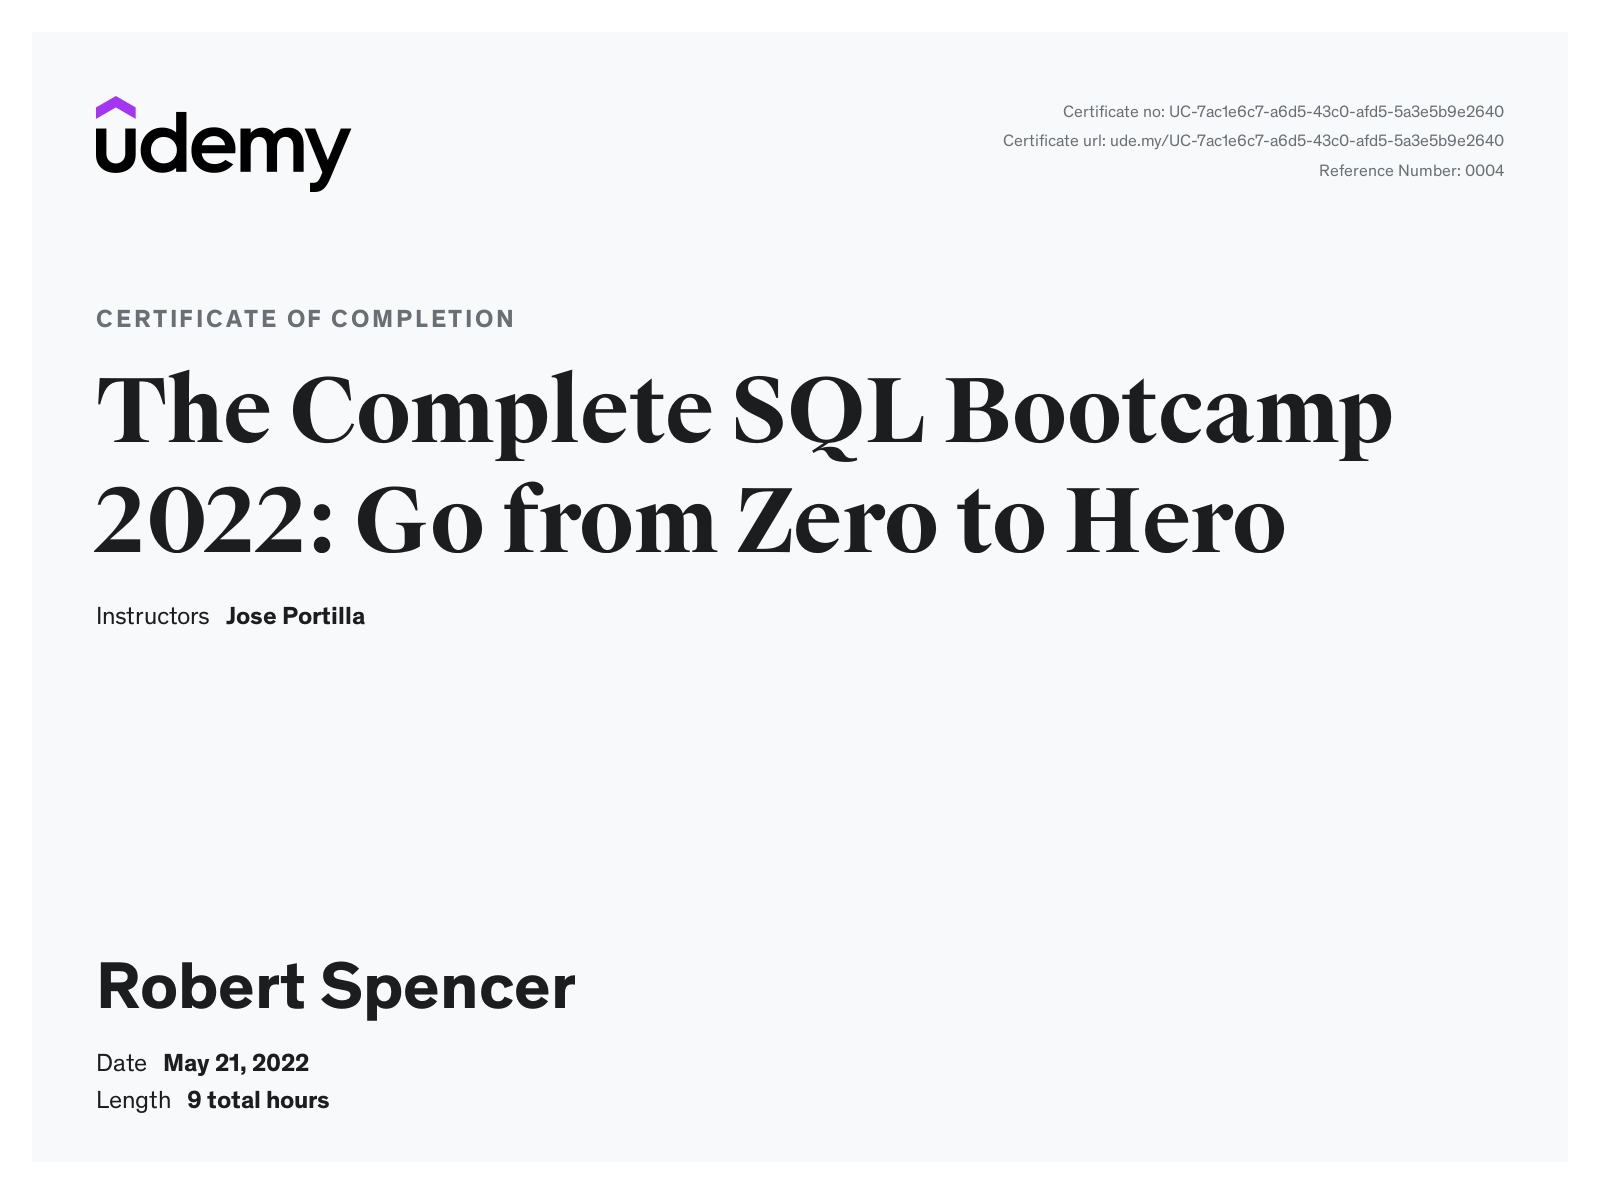 udemy
Certificate no: UC-7ac1e6c7-a6d5-43c0-afd5-5a3e5b9e2640
Certificate url: ude.my/UC-7ac1e6c7-a6d5-43c0-afd5-5a3e5b9e2640
Reference Number: 0004
CERTIFICATE OF COMPLETION
The Complete SQL Bootcamp
2022: Go from Zero to Hero
Instructors Jose Portilla
Robert Spencer
Date May 21, 2022
Length 9 total hours